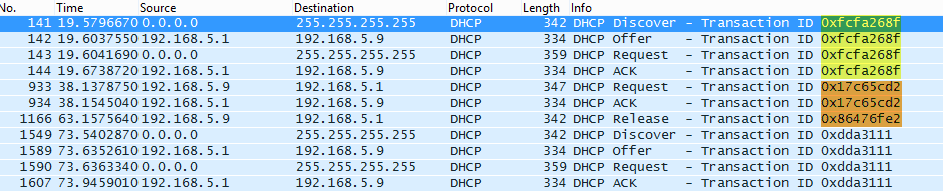 No. Time Source Destination Protocol Length Info
141 19.5796670 0.0.0.0 255.255.255.255 DHCP 342 DHCP Discover - Transaction ID 0xfcfa268f
142 19.6037550 192.168.5.1 192.168.5.9 DHCP 334 DHCP Offer - Transaction ID 0xfcfa268f
143 19.6041690 0.0.0.0 255.255.255.255 DHCP 359 DHCP Request - Transaction ID 0xfcfa268f
144 19.6738720 192.168.5.1 192.168.5.9 DHCP 334 DHCP ACK - Transaction ID 0xfcfa268f
933 38.1378750 192.168.5.9 192.168.5.1 DHCP 347 DHCP Request - Transaction ID 0x17c65cd2
934 38.1545040 192.168.5.1 192.168.5.9 DHCP 334 DHCP ACK - Transaction ID 0x17c65cd2
1166 63.1575640 192.168.5.9 192.168.5.1 DHCP 342 DHCP Release - Transaction ID 0x86476fe2
1549 73.5402870 0.0.0.0 255.255.255.255 DHCP 342 DHCP Discover - Transaction ID 0xdda3111
1589 73.6352610 192.168.5.1 192.168.5.9 DHCP 334 DHCP Offer - Transaction ID 0xdda3111
1590 73.6363340 0.0.0.0 255.255.255.255 DHCP 359 DHCP Request - Transaction ID 0xdda3111
1607 73.9459010 192.168.5.1 192.168.5.9 DHCP 334 DHCP ACK - Transaction ID 0xdda3111